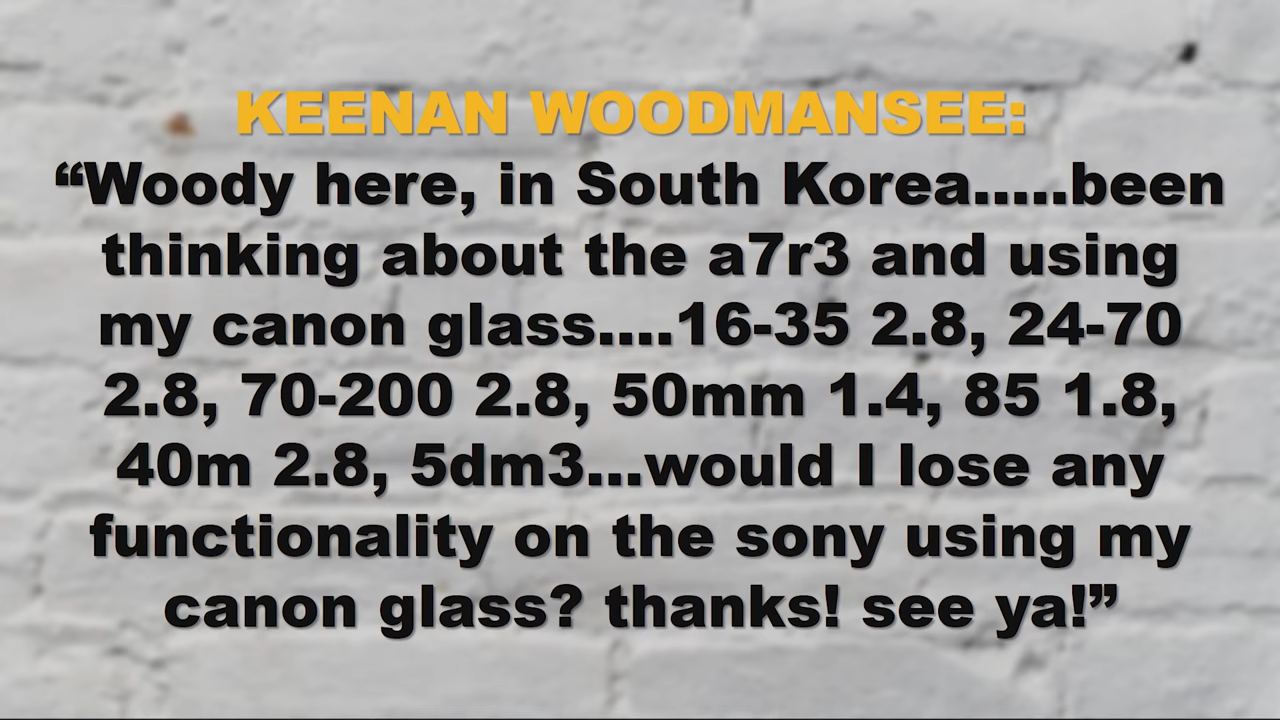 KEENAN WOODMANSEE:
“Woody here, in South Korea.....been
thinking about the a7r3 and using
my canon glass....16-35 2.8, 24-70
2.8, 70-200 2.8, 50mm 1.4, 85 1.8,
40m 2.8, 5dm3...would I lose any
functionality on the sony using my
canon glass? thanks! see ya!”